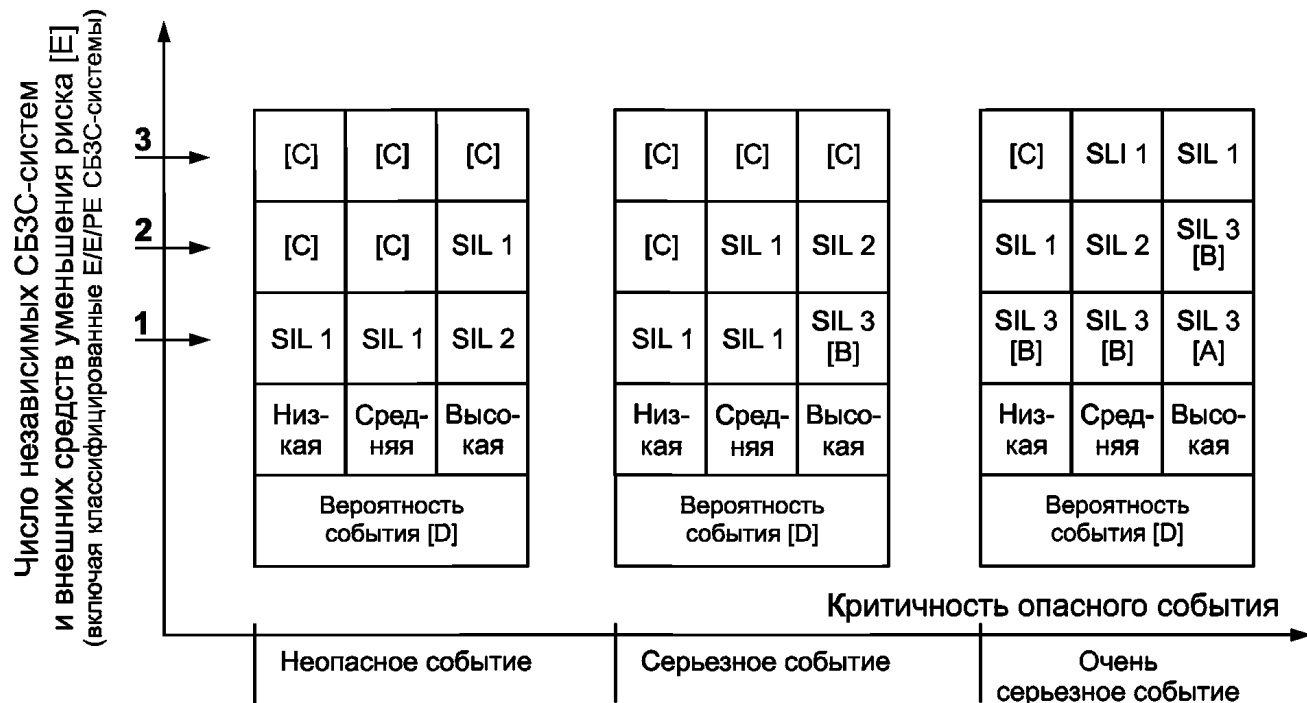 Число независимых СБЗС-систем
и внешних средств уменьшения риска [E]
(включая классифицированные E/E/PE СБЗС-системы)
3
[C] [C] [C] [C] [C] [C] [C] SLI 1 SIL 1
2
[C] [C] SIL 1 [C] SIL 1 SIL 2 SIL 1 SIL 2 SIL 3
[B]
1
SIL 1 SIL 1 SIL 2 SIL 1 SIL 1 SIL 3 SIL 3 SIL 3 SIL 3
[B] [B] [B] [A]
Низ- Сред- Высо- Низ- Сред- Высо- Низ- Сред- Высо-
кая няя кая кая няя кая кая няя кая
Вероятность Вероятность Вероятность
события [D] события [D] события [D]
Критичность опасного события
Неопасное событие Серьезное событие Очень
серьезное событие